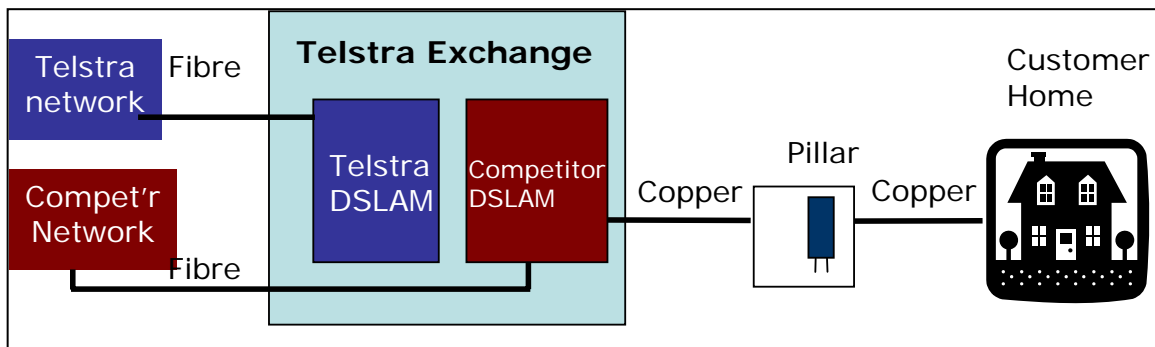 Telstra Exchange
Telstra
network
Fibre
Customer
Home
Telstra
DSLAM
Competitor
DSLAM
Pillar
Compet'r
Network
Copper
Copper
Fibre